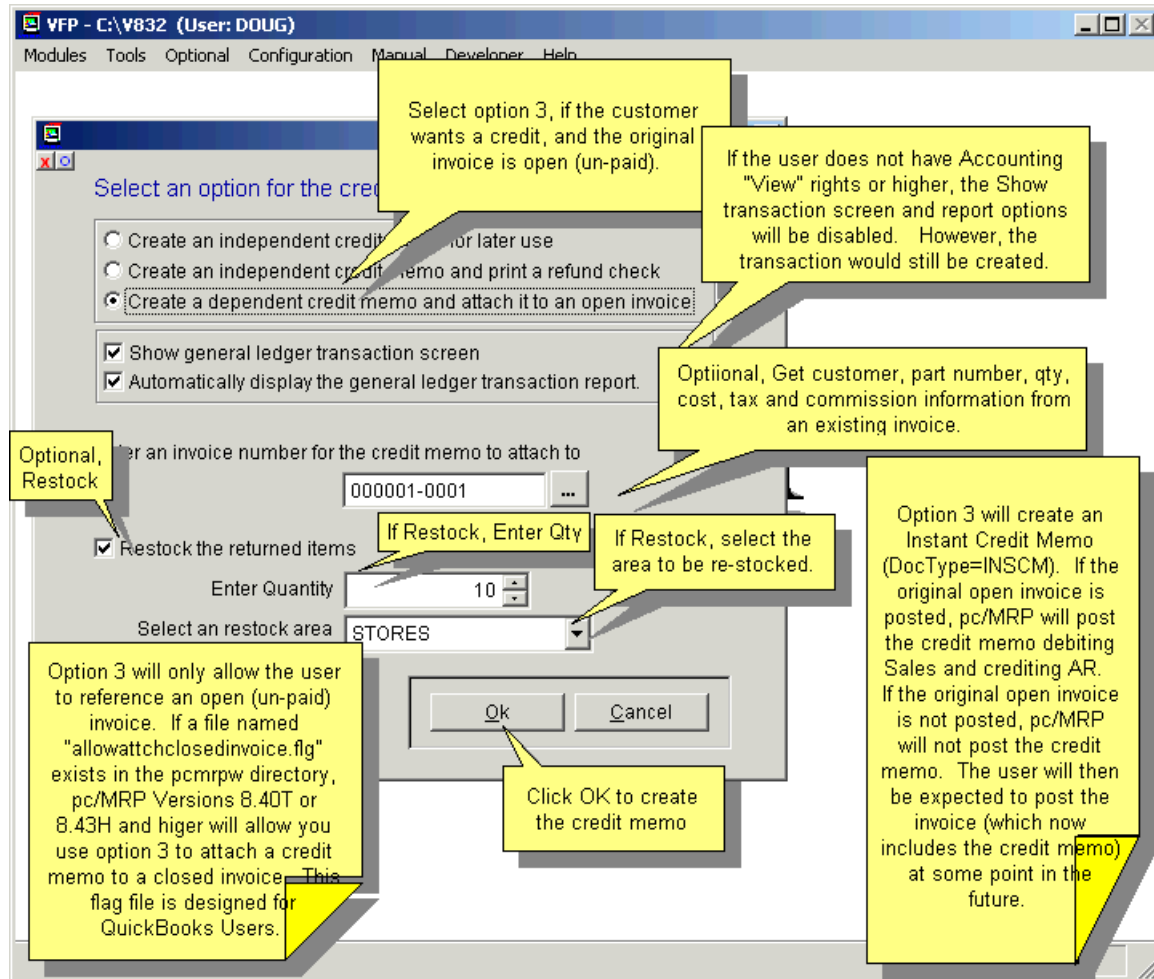 VFP - C:\V832 (User: DOUG)
Modules Tools Optional Configuration Manual Developer Help
Select option 3, if the customer
wants a credit, and the original
invoice is open (un-paid).
If the user does not have Accounting
"View" rights or higher, the Show
transaction screen and report options
will be disabled. However, the
transaction would still be created.
Select an option for the
Create an independent credit for later use
Create an independent credit memo and print a refund check
Create a dependent credit memo and attach it to an open invoice
Show general ledger transaction screen
Automatically display the general ledger transaction report.
Optiional, Get customer, part number, qty,
cost, tax and commission information from
an existing invoice.
Optional,
Restock
an invoice number for the credit memo to attach to
000001-0001
...
If Restock, Enter Qty
If Restock, select the
area to be re-stocked.
Restock the returned items
Enter Quantity 10
Select an restock area STORES
Option 3 will create an
Instant Credit Memo
(DocType=INSCM). If the
original open invoice is
posted, pc/MRP will post
the credit memo debiting
Sales and crediting AR.
If the original open invoice
is not posted, pc/MRP
will not post the credit
memo. The user will then
be expected to post the
invoice (which now
includes the credit memo)
at some point in the
future.
Option 3 will only allow the user
to reference an open (un-paid)
invoice. If a file named
"allowattchclosedinvoice.flg"
exists in the pcmrpw directory,
pc/MRP Versions 8.40T or
8.43H and higer will allow you
use option 3 to attach a credit
memo to a closed invoice. This
flag file is designed for
QuickBooks Users.
Ok Cancel
Click OK to create
the credit memo